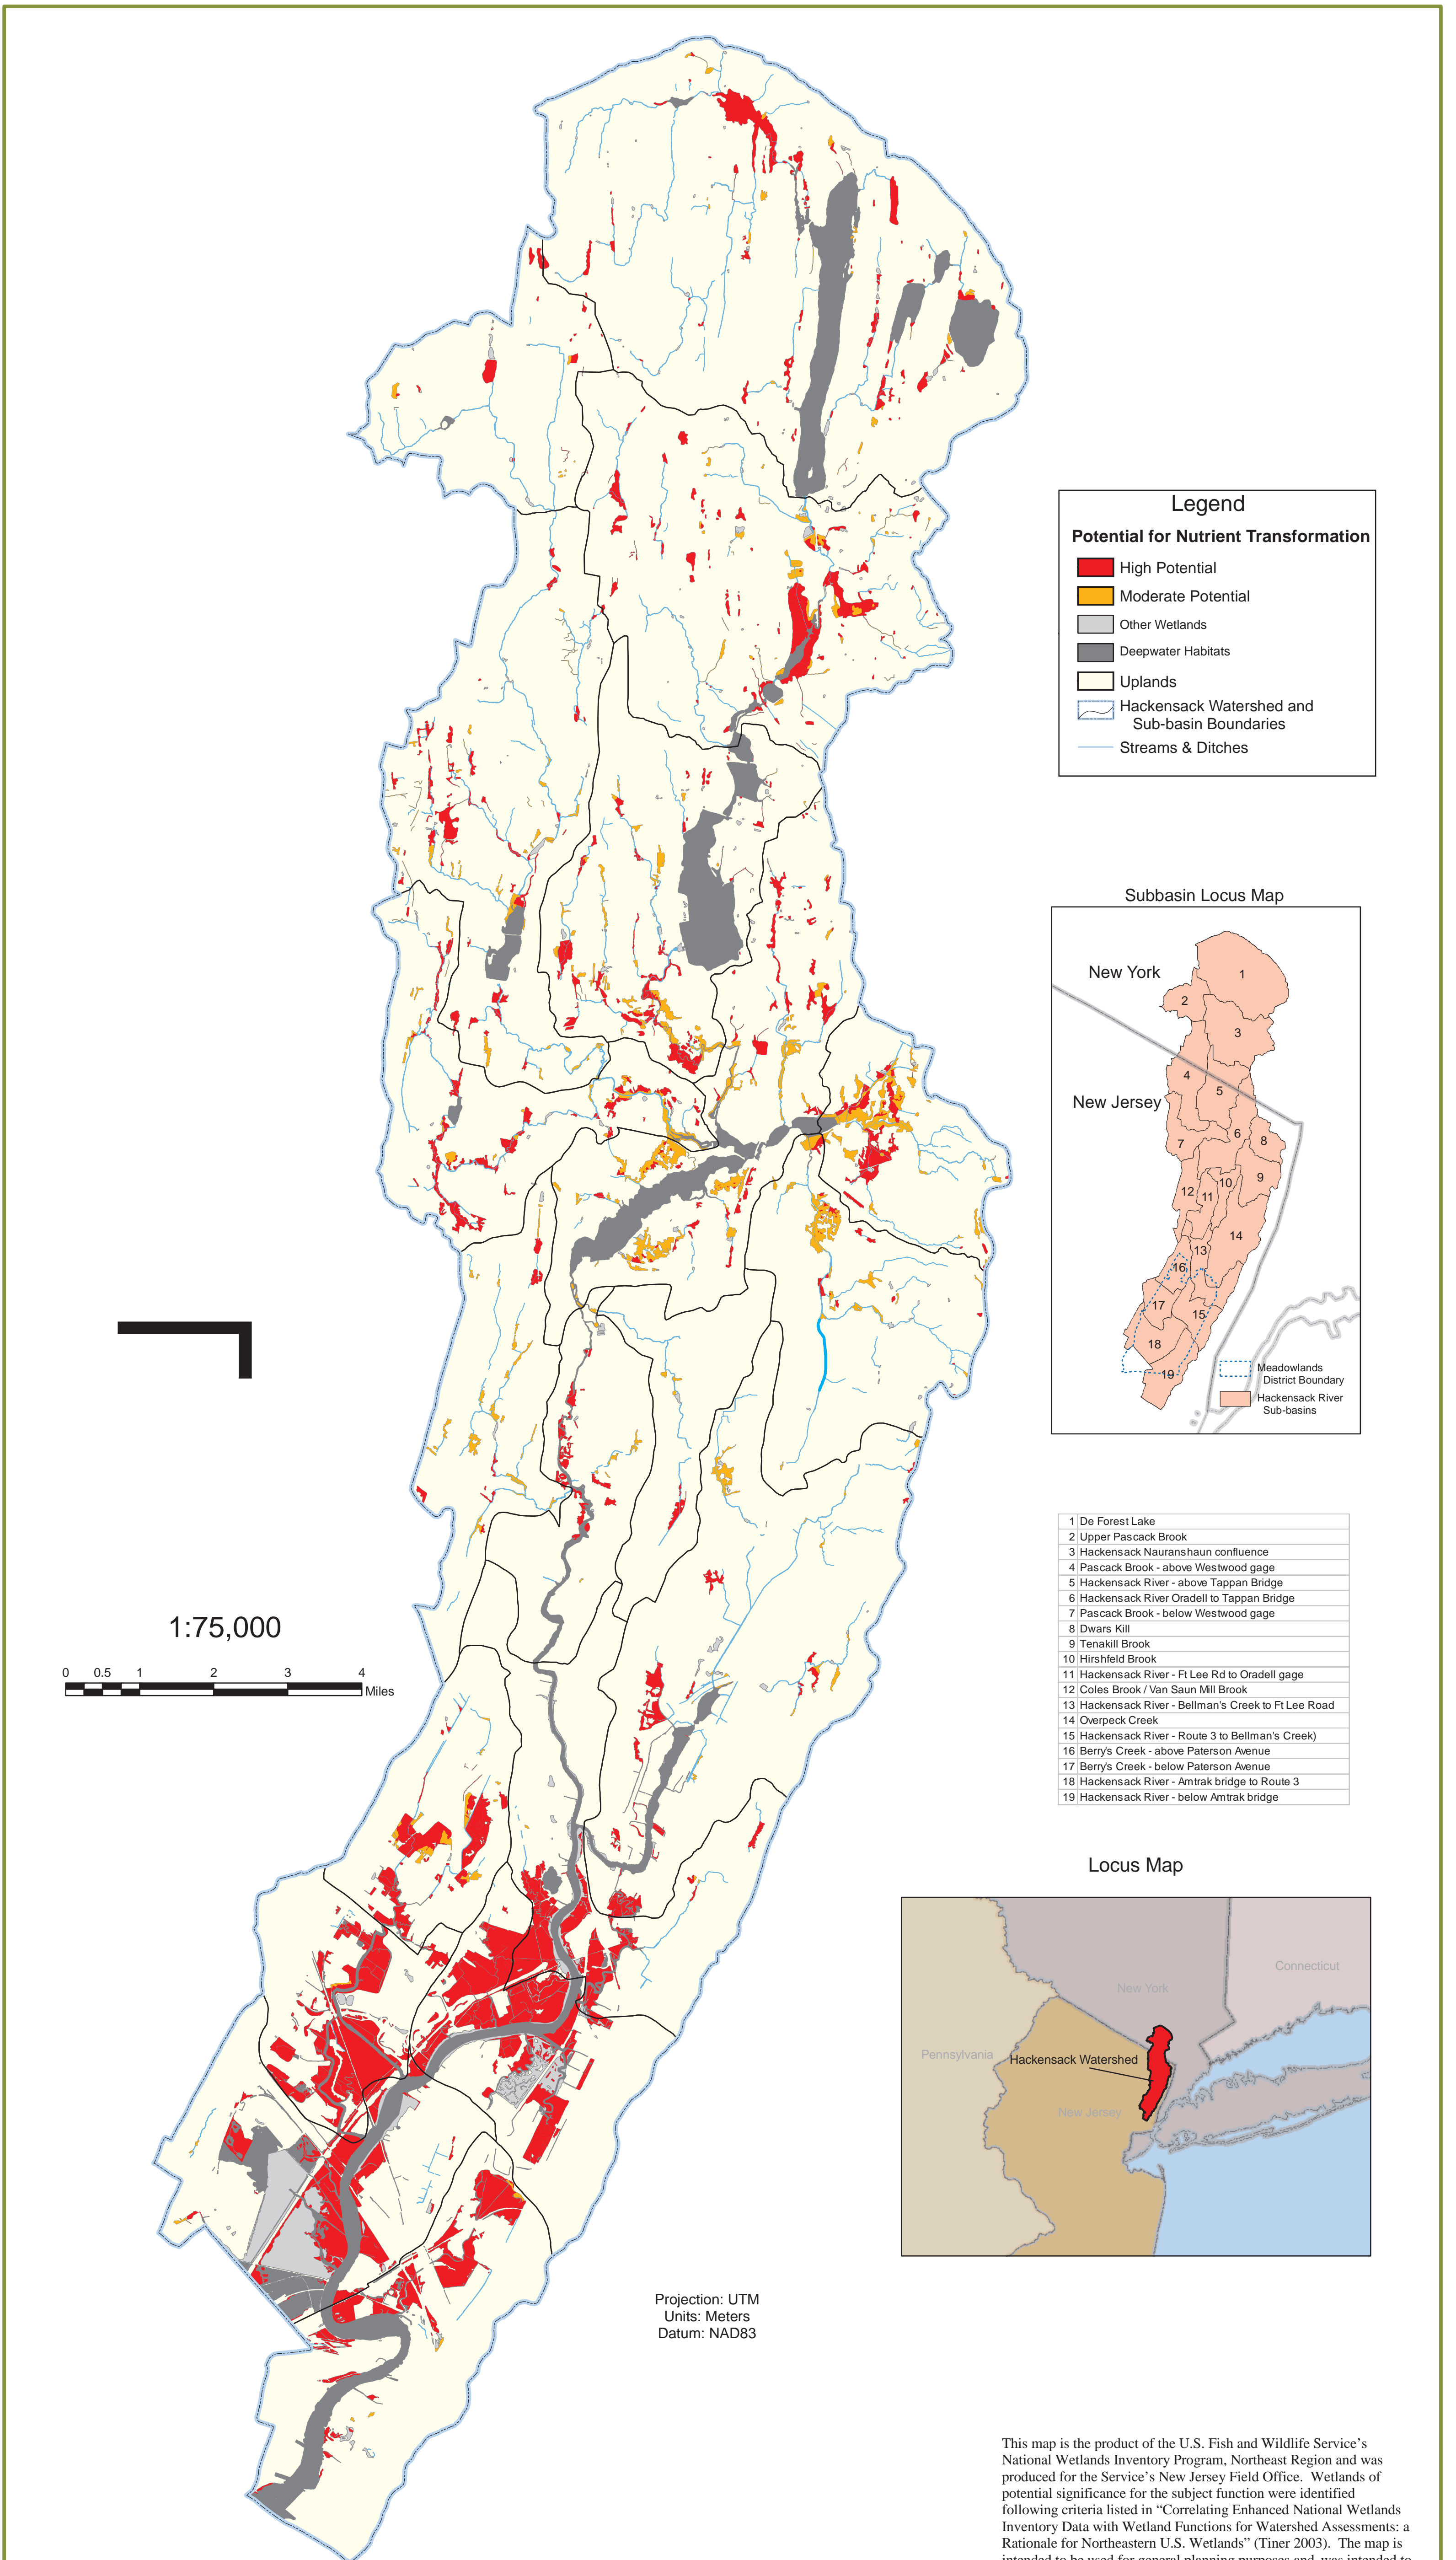 Legend
Potential for Nutrient Transformation
High Potential
Moderate Potential
Other Wetlands
Deepwater Habitats
Uplands
Hackensack Watershed and
Sub-basin Boundaries
Streams & Ditches
Subbasin Locus Map
New York
New Jersey
1
2
3
4
5
6
7
8
9
10
11
12
13
14
15
16
17
18
19
Meadowlands
District Boundary
Hackensack River
Sub-basins
1 De Forest Lake
2 Upper Pascack Brook
3 Hackensack Nauranshaun confluence
4 Pascack Brook - above Westwood gage
5 Hackensack River - above Tappan Bridge
6 Hackensack River Oradell to Tappan Bridge
7 Pascack Brook - below Westwood gage
8 Dwars Kill
9 Tenakill Brook
10 Hirshfeld Brook
11 Hackensack River - Ft Lee Rd to Oradell gage
12 Coles Brook / Van Saun Mill Brook
13 Hackensack River - Bellman's Creek to Ft Lee Road
14 Overpeck Creek
15 Hackensack River - Route 3 to Bellman's Creek)
16 Berry's Creek - above Paterson Avenue
17 Berry's Creek - below Paterson Avenue
18 Hackensack River - Amtrak bridge to Route 3
19 Hackensack River - below Amtrak bridge
1:75,000
0 0.5 1 2 3 4
Miles
Locus Map
Connecticut
New York
Pennsylvania
Hackensack Watershed
New Jersey
Projection: UTM
Units: Meters
Datum: NAD83
This map is the product of the U.S. Fish and Wildlife Service's
National Wetlands Inventory Program, Northeast Region and was
produced for the Service's New Jersey Field Office. Wetlands of
potential significance for the subject function were identified
following criteria listed in "Correlating Enhanced National Wetlands
Inventory Data with Wetland Functions for Watershed Assessments: a
Rationale for Northeastern U.S. Wetlands" (Tiner 2003). The map is
intended to be used for general planning purposes and was intended to